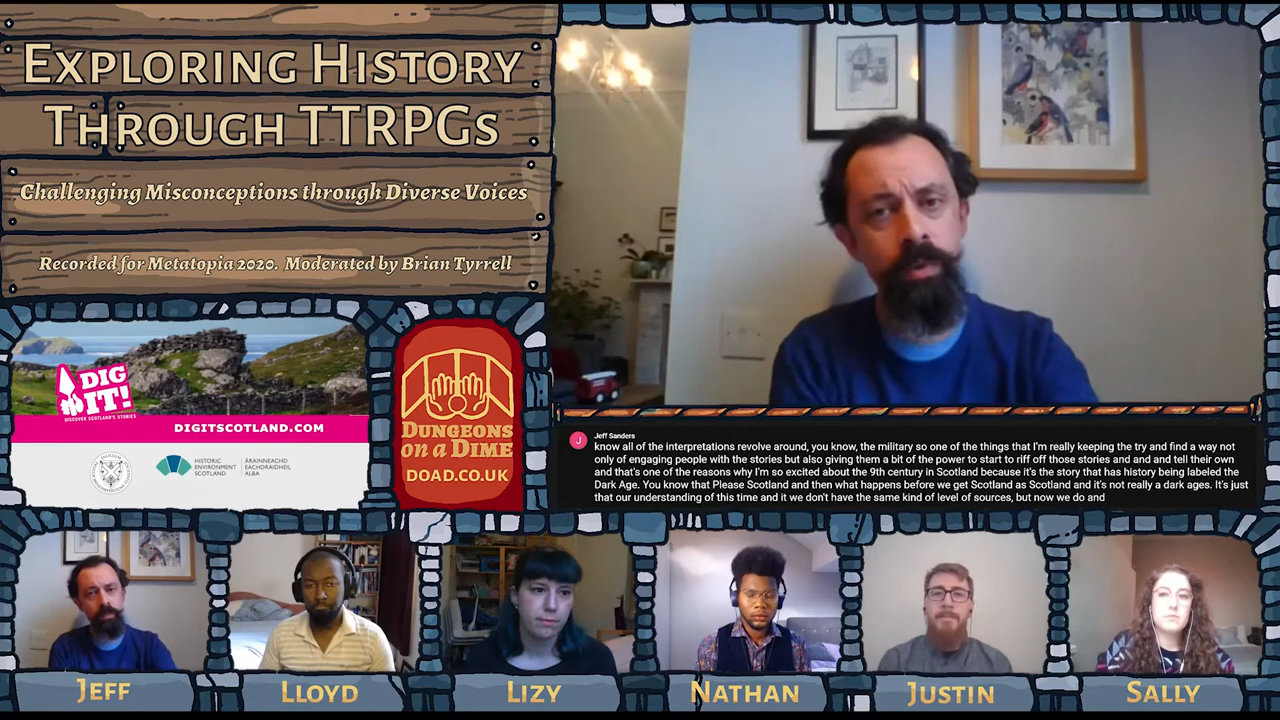 Exploring History
Through TTRPGs
Challenging Misconceptions through Diverse Voices
Recorded for Metatopia 2020. Moderated by Brian Tyrrell
DIG
IT!
DISCOVER SCOTLAND'S STORIES
DIGITSCOTLAND.COM
HISTORIC
ENVIRONMENT
SCOTLAND
ÀRAINNEACHD
EACHDRAIDHEIL
ALBA
DUNGEONS
on a DIME
DOAD.CO.UK
J
Jeff Sanders
know all of the interpretations revolve around, you know, the military so one of the things that I'm really keeping the try and find a way not
only of engaging people with the stories but also giving them a bit of the power to start to riff off those stories and and and tell their own
and that's one of the reasons why I'm so excited about the 9th century in Scotland because it's the story that has history being labeled the
Dark Age. You know that Please Scotland and then what happens before we get Scotland as Scotland and it's not really a dark ages. It's just
that our understanding of this time and it we don't have the same kind of level of sources, but now we do and
Jeff
Lloyd
Lizy
Nathan
Justin
Sally